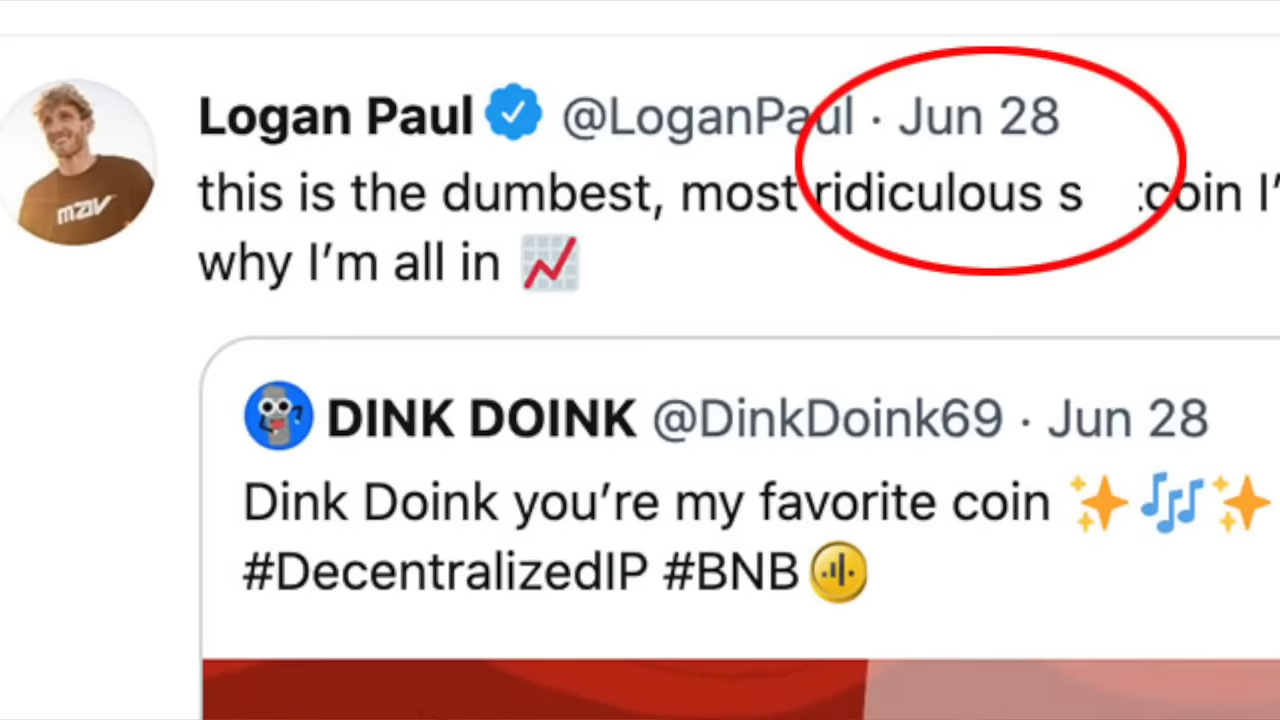 Logan Paul @LoganPaul · Jun 28
this is the dumbest, most ridiculous s tcoin I'
why I'm all in
DINK DOINK @DinkDoink69 · Jun 28
Dink Doink you're my favorite coin
#DecentralizedIP #BNB